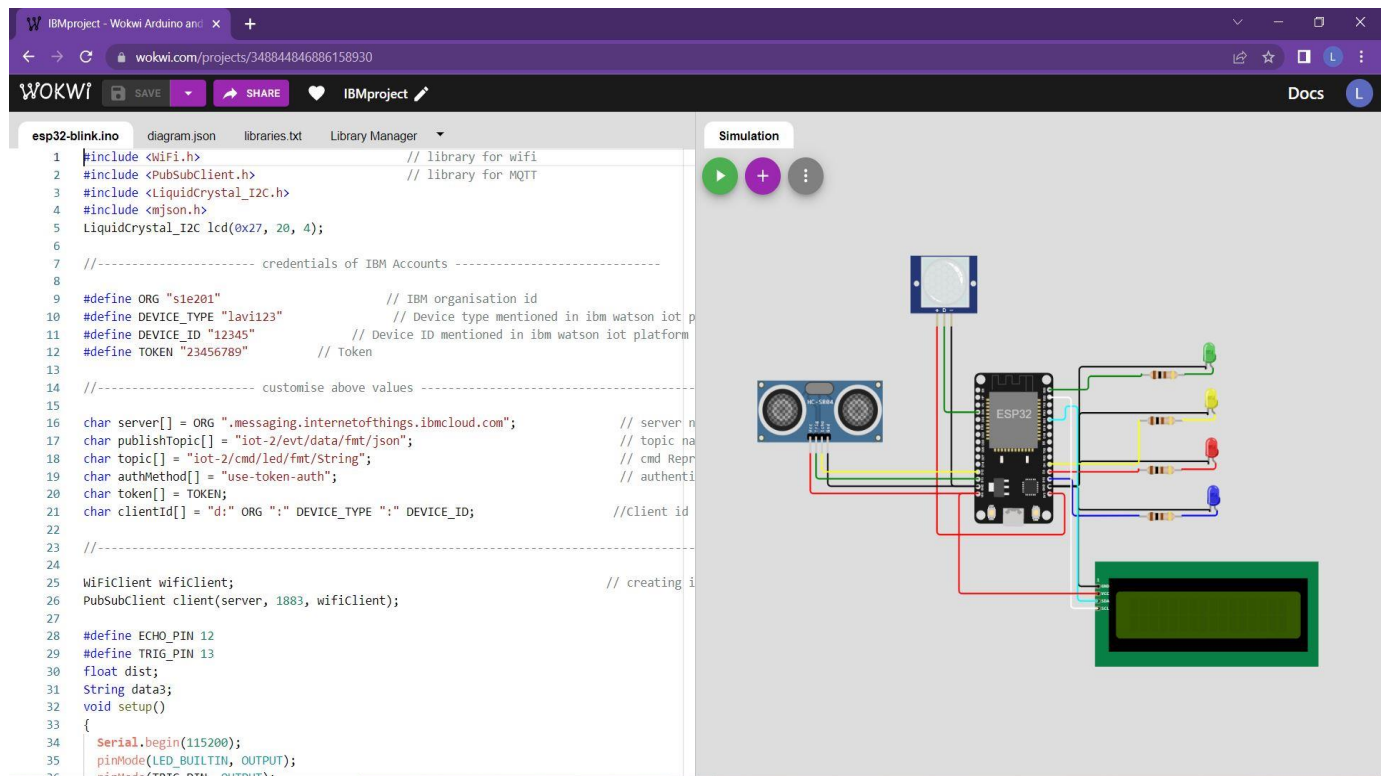 IBMproject - Wokwi Arduino and
wokwi.com/projects/348844846886158930
L
WOKWi SAVE SHARE IBMproject Docs L
esp32-blink.ino diagram.json libraries.txt Library Manager Simulation
1 #include <WiFi.h> // library for wifi
2 #include <PubSubClient.h> // library for MQTT
3 #include <LiquidCrystal_I2C.h>
4 #include <mjson.h>
5 LiquidCrystal_I2C lcd(0x27, 20, 4);
6
7 //----------------------- credentials of IBM Accounts ------------------------------
8
9 #define ORG "s1e201" // IBM organisation id
10 #define DEVICE_TYPE "lavi123" // Device type mentioned in ibm watson iot p
11 #define DEVICE_ID "12345" // Device ID mentioned in ibm watson iot platform
12 #define TOKEN "23456789" // Token
13
14 //----------------------- customise above values -----------------------------------
15
16 char server[] = ORG ".messaging.internetofthings.ibmcloud.com"; // server n
17 char publishTopic[] = "iot-2/evt/data/fmt/json"; // topic na
18 char topic[] = "iot-2/cmd/led/fmt/String"; // cmd Repr
19 char authMethod[] = "use-token-auth"; // authenti
20 char token[] = TOKEN;
21 char clientId[] = "d:" ORG ":" DEVICE_TYPE ":" DEVICE_ID; //Client id
22
23 //---------------------------------------------------------------------------------------
24
25 WiFiClient wifiClient; // creating i
26 PubSubClient client(server, 1883, wifiClient);
27
28 #define ECHO_PIN 12
29 #define TRIG_PIN 13
30 float dist;
31 String data3;
32 void setup()
33 {
34 Serial.begin(115200);
35 pinMode(LED_BUILTIN, OUTPUT);
36 pinMode(TRIG_PIN, OUTPUT);
+ D -
HC-SR04
ESP32